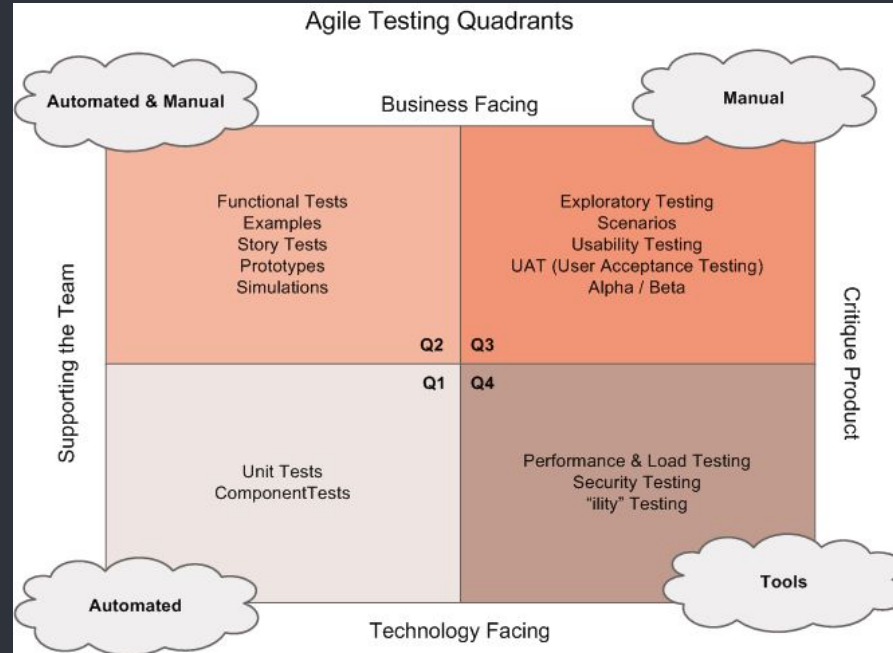 Agile Testing Quadrants
Automated & Manual
Business Facing
Manual
Functional Tests
Examples
Story Tests
Prototypes
Simulations
Exploratory Testing
Scenarios
Usability Testing
UAT (User Acceptance Testing)
Alpha / Beta
Supporting the Team
Critique Product
Q2
Q3
Q1
Q4
Unit Tests
ComponentTests
Performance & Load Testing
Security Testing
"ility" Testing
Automated
Tools
Technology Facing